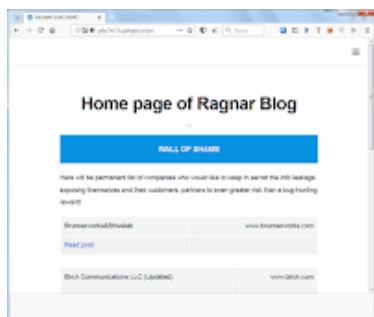 Home page of Ragnar Blog
WALL OF SHAME
Here will be permanent list of companies who would like to keep in secret the info leakage,
exposing themselves and their customers, partners to even greater risk than a bug-hunting
reward!
www.brunnerworks.com
Read post
Birch Communications LLC (Updated)
www.birch.com